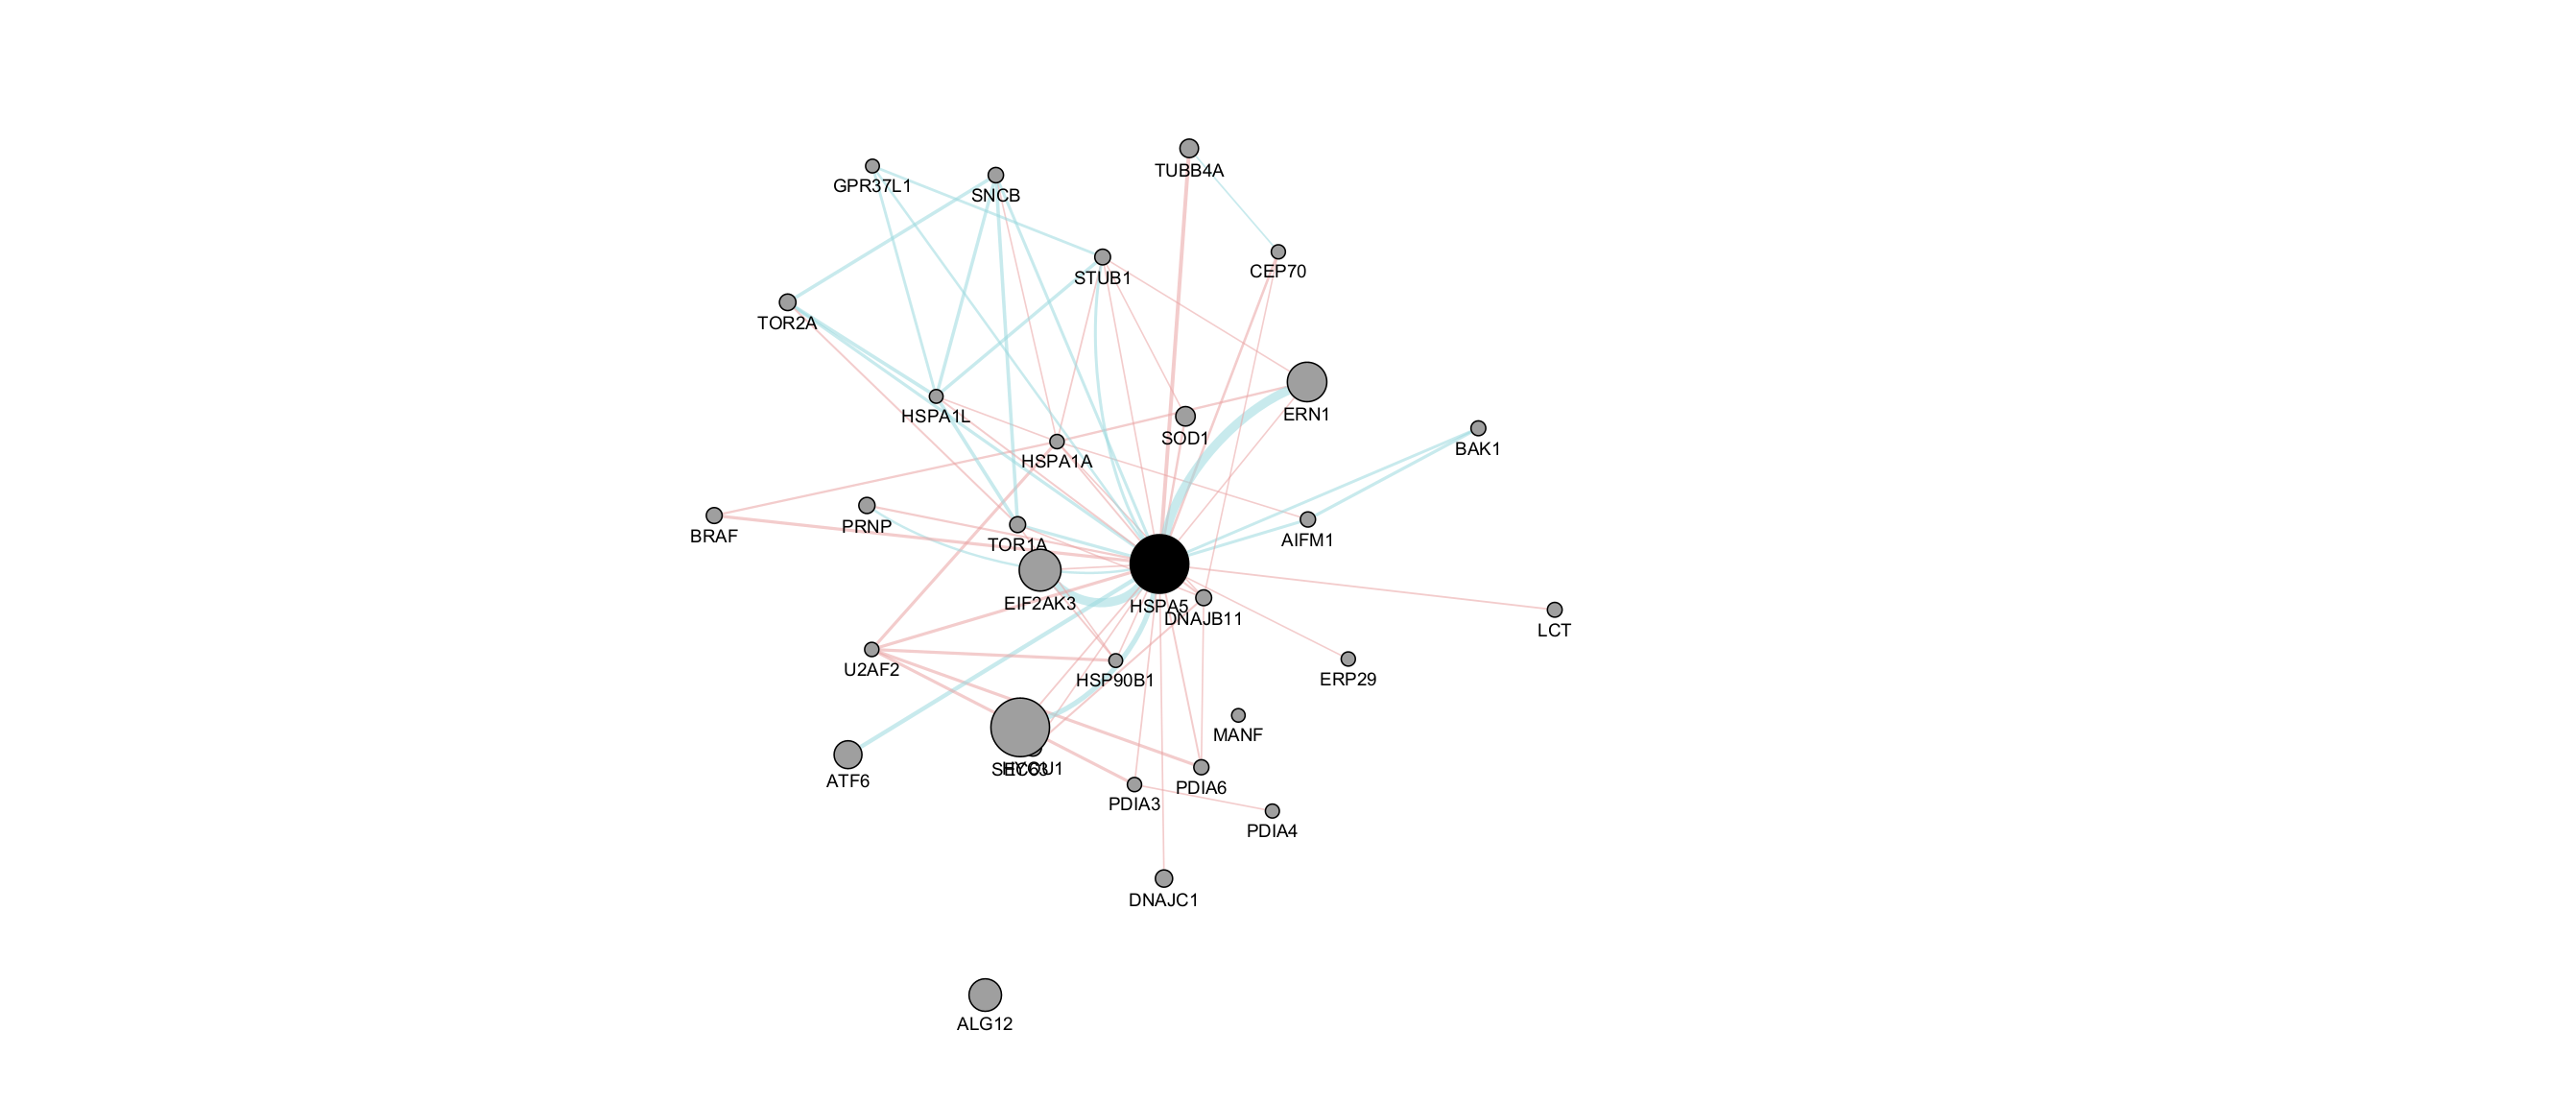 TUBB4A
GPR37L1
SNCB
CEP70
STUB1
TOR2A
ERN1
HSPA1L
SOD1
BAK1
HSPA1A
PRNP
BRAF
AIFM1
TOR1A
EIF2AK3
HSPA5
DNAJB11
LCT
U2AF2
HSP90B1
ERP29
MANF
SEC63
HYOU1
ATF6
PDIA6
PDIA3
PDIA4
DNAJC1
ALG12